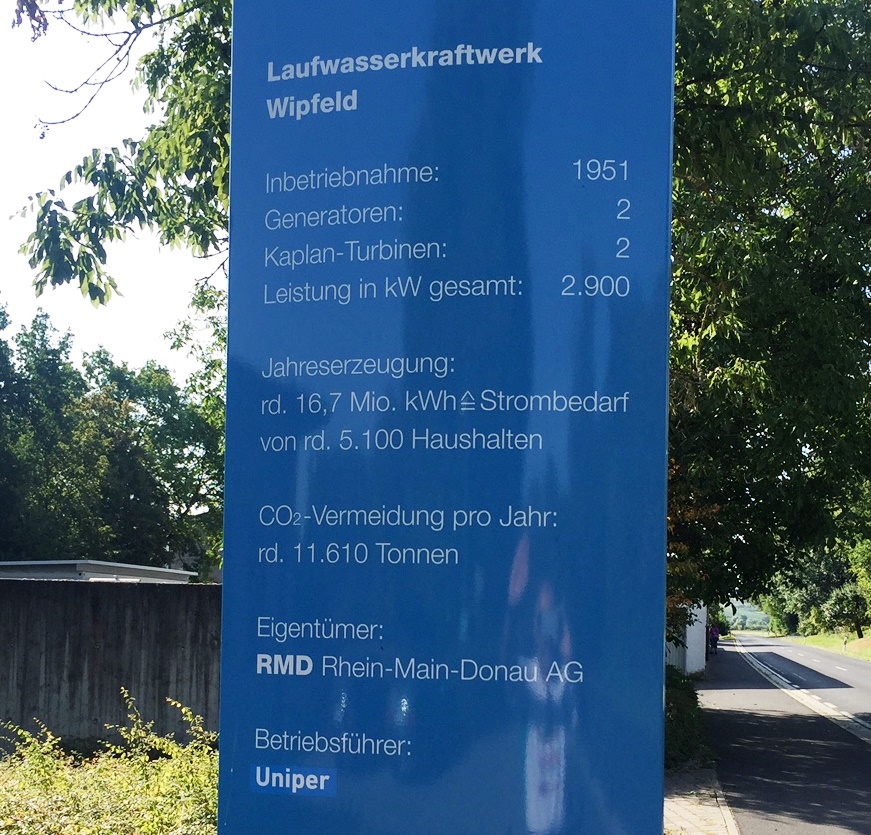 Laufwasserkraftwerk
Wipfeld
Inbetriebnahme: 1951
Generatoren: 2
Kaplan-Turbinen: 2
Leistung in kW gesamt: 2.900
Jahreserzeugung:
rd. 16,7 Mio. kWh≙Strombedarf
von rd. 5.100 Haushalten
CO₂-Vermeidung pro Jahr:
rd. 11.610 Tonnen
Eigentümer:
RMD Rhein-Main-Donau AG
Betriebsführer:
Uniper